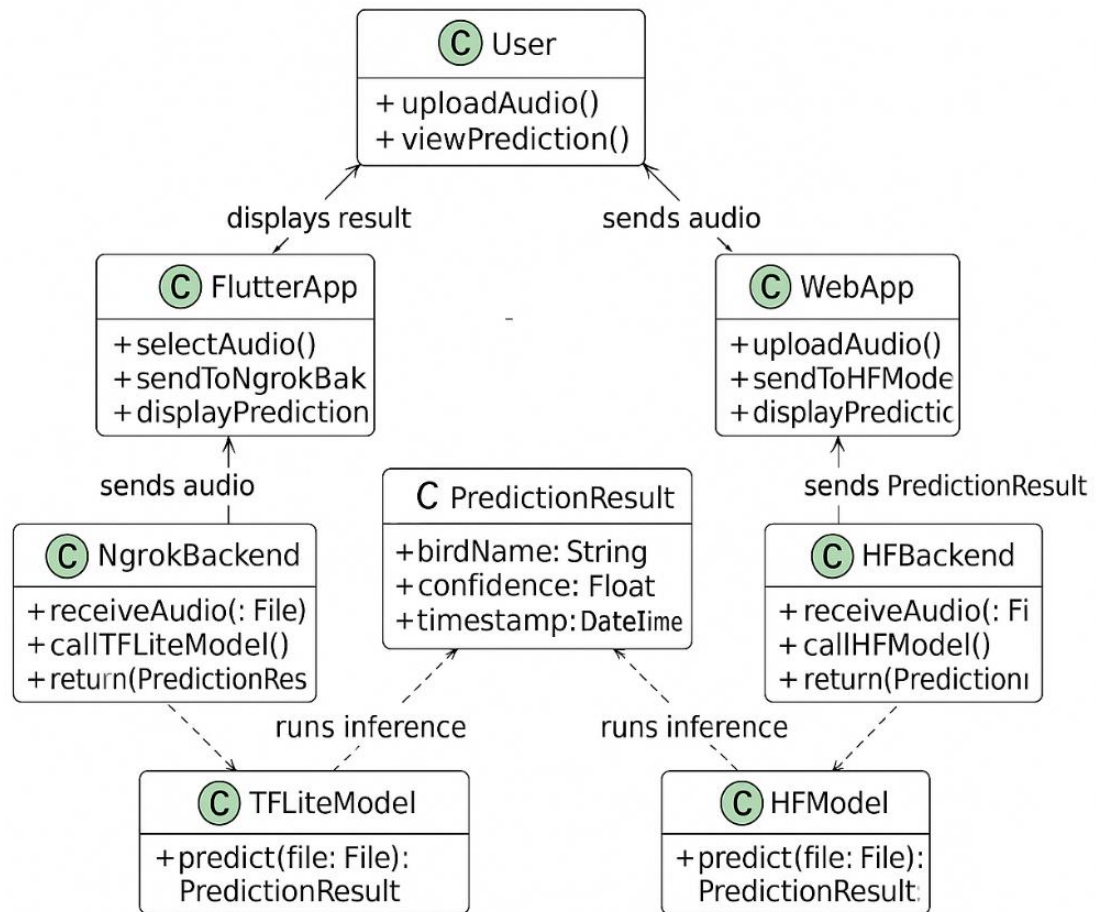 C User
+ uploadAudio()
+ viewPrediction()
displays result
sends audio
C FlutterApp
+ selectAudio()
+ sendToNgrokBak
+ displayPrediction
C WebApp
+ uploadAudio()
+ sendToHFMode
+ displayPredictic
sends audio
sends PredictionResult
C NgrokBackend
+ receiveAudio(: File)
+ callTFLiteModel()
+ return(PredictionRes
C PredictionResult
+ birdName: String
+ confidence: Float
+ timestamp: DateIime
C HFBackend
+ receiveAudio(: Fi
+ callHFModel()
+ return(Prediction
runs inference
runs inference
C TFLiteModel
+ predict(file: File):
PredictionResult
C HFModel
+ predict(file: File):
PredictionResult